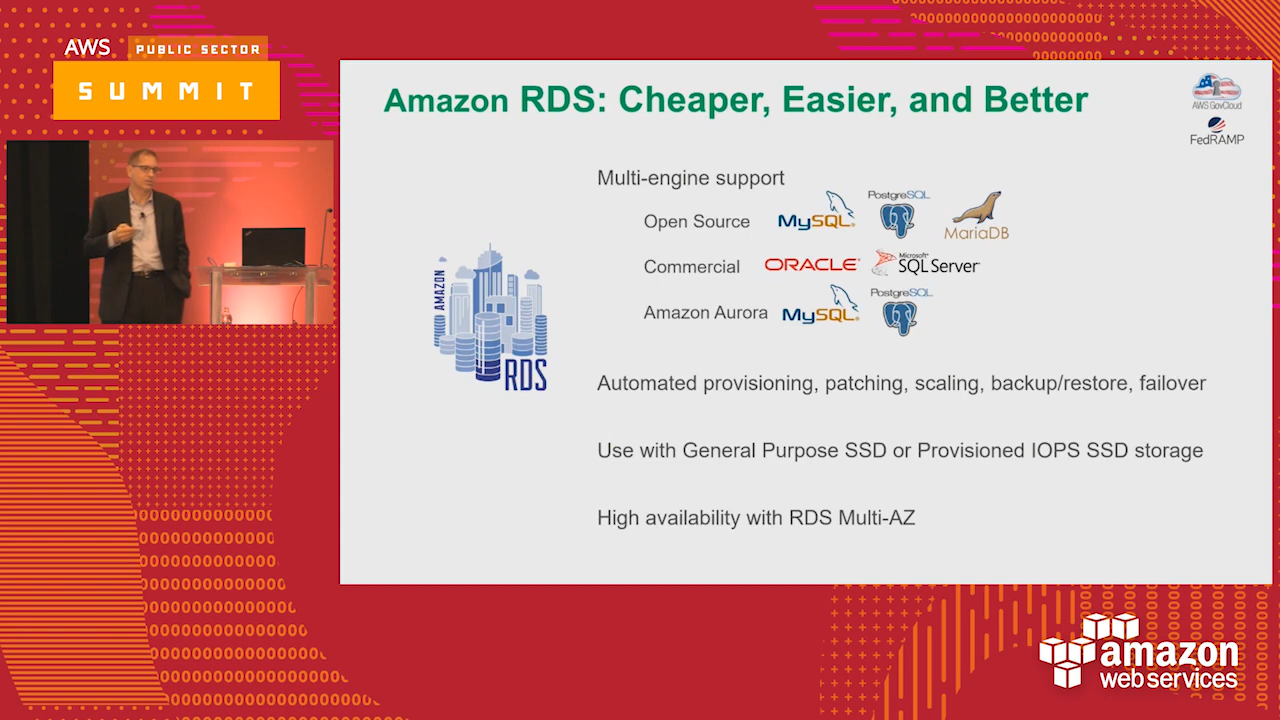 AWS PUBLIC SECTOR
SUMMIT
Amazon RDS: Cheaper, Easier, and Better
AWS GovCloud
FedRAMP
Multi-engine support
Open Source MySQL PostgreSQL MariaDB
Commercial ORACLE Microsoft SQL Server
Amazon Aurora MySQL PostgreSQL
AMAZON
RDS
Automated provisioning, patching, scaling, backup/restore, failover
Use with General Purpose SSD or Provisioned IOPS SSD storage
High availability with RDS Multi-AZ
amazon
web services